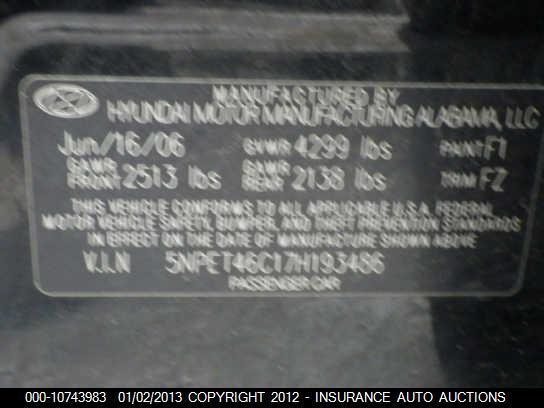 MANUFACTURED BY
HYUNDAI MOTOR MANUFACTURING ALABAMA, LLC
Jun/16/06 GVWR 4299 lbs PAINT F1
GAWR FRONT 2513 lbs GAWR REAR 2138 lbs TRIM FZ
THIS VEHICLE CONFORMS TO ALL APPLICABLE U.S.A. FEDERAL
MOTOR VEHICLE SAFETY, BUMPER, AND THEFT PREVENTION STANDARDS
IN EFFECT ON THE DATE OF MANUFACTURE SHOWN ABOVE
V.I.N 5NPET46C17H193486
PASSENGER CAR
000-10743983 01/02/2013 COPYRIGHT 2012 - INSURANCE AUTO AUCTIONS